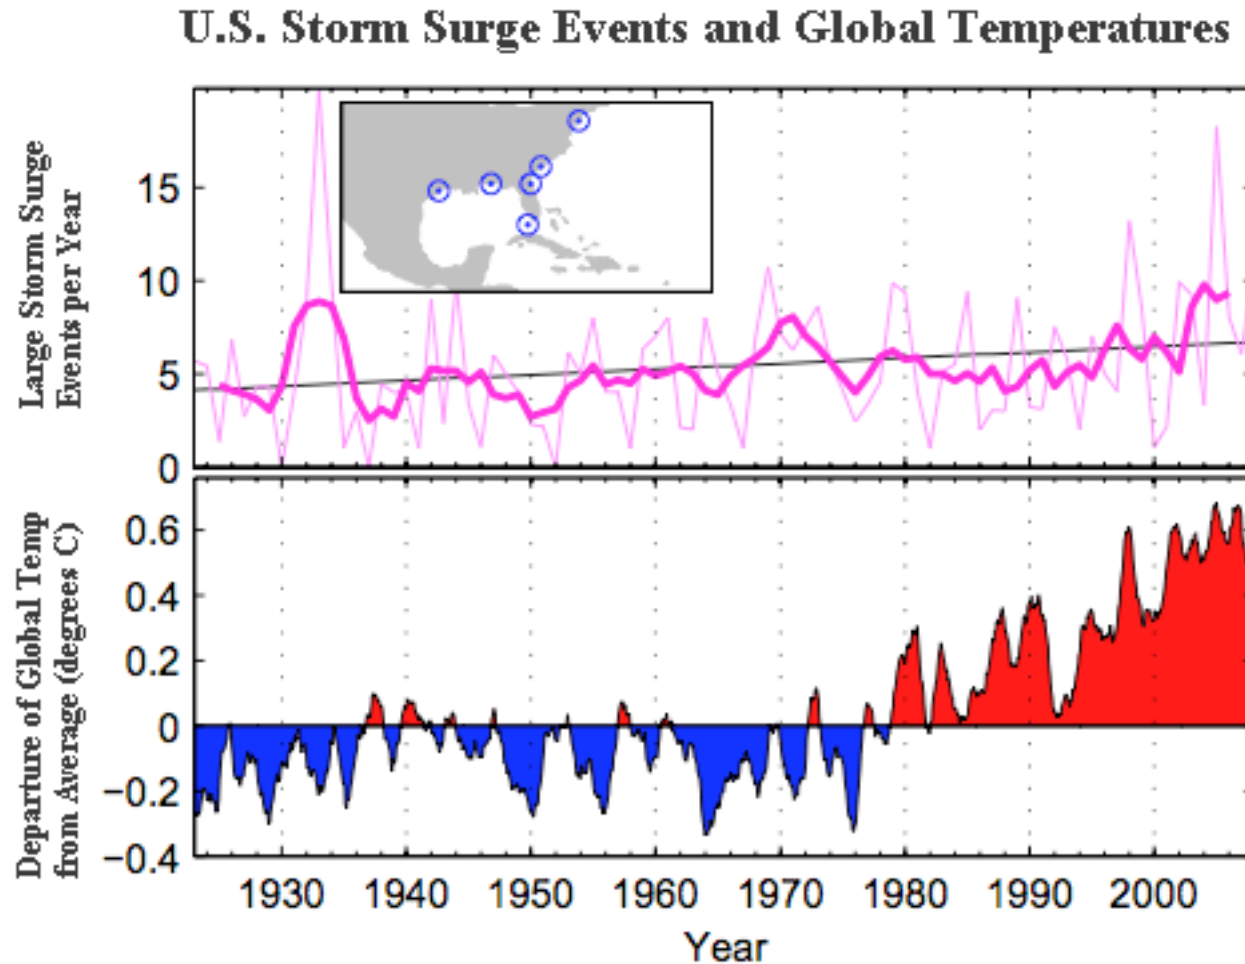 U.S. Storm Surge Events and Global Temperatures
Large Storm Surge
Events per Year
15
10
5
0
Departure of Global Temp
from Average (degrees C)
0.6
0.4
0.2
0
−0.2
−0.4
1930 1940 1950 1960 1970 1980 1990 2000
Year